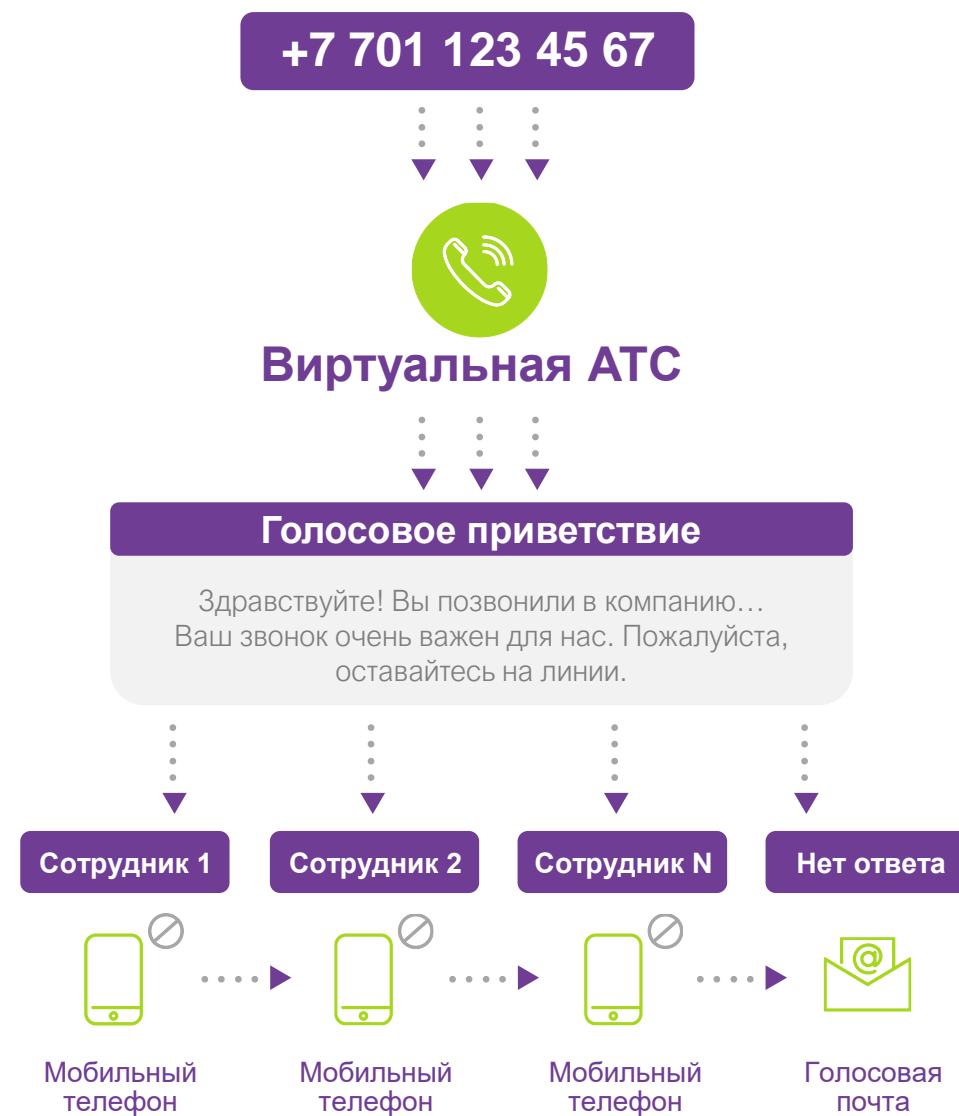 +7 701 123 45 67
Виртуальная АТС
Голосовое приветствие
Здравствуйте! Вы позвонили в компанию…
Ваш звонок очень важен для нас. Пожалуйста,
оставайтесь на линии.
Сотрудник 1
Сотрудник 2
Сотрудник N
Нет ответа
@
Мобильный
телефон
Мобильный
телефон
Мобильный
телефон
Голосовая
почта